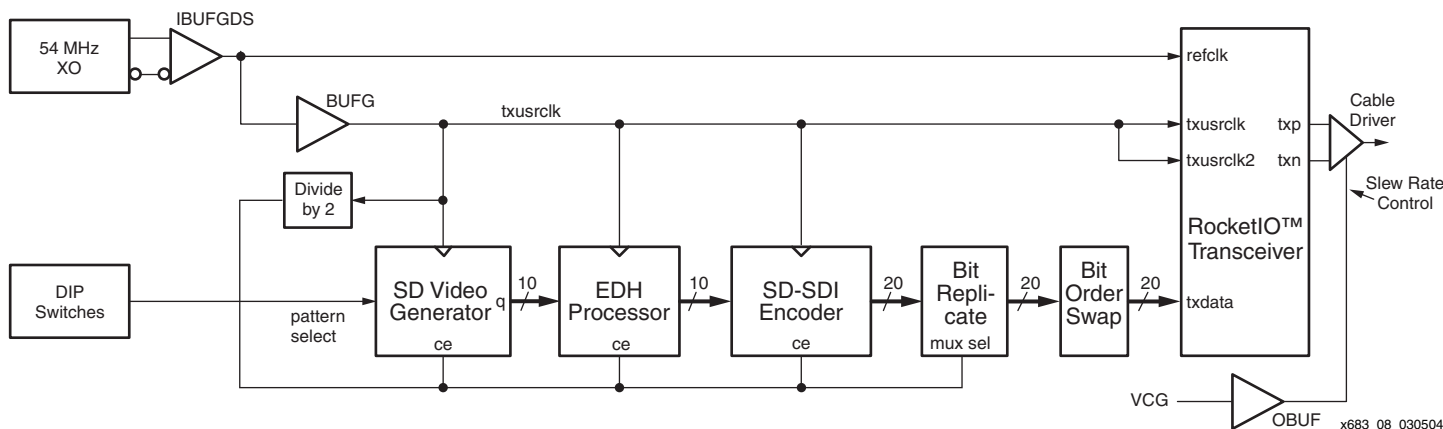 IBUFGDS
54 MHz
XO
refclk
BUFG
txusrclk
Cable
Driver
txusrclk
txp
txusrclk2
txn
Divide
by 2
Slew Rate
Control
RocketIO™
Transceiver
DIP
Switches
pattern
select
SD Video
Generator
q
ce
10
EDH
Processor
ce
10
SD-SDI
Encoder
ce
20
Bit
Repli-
cate
mux sel
20
Bit
Order
Swap
20
txdata
VCG
OBUF
x683_08_030504